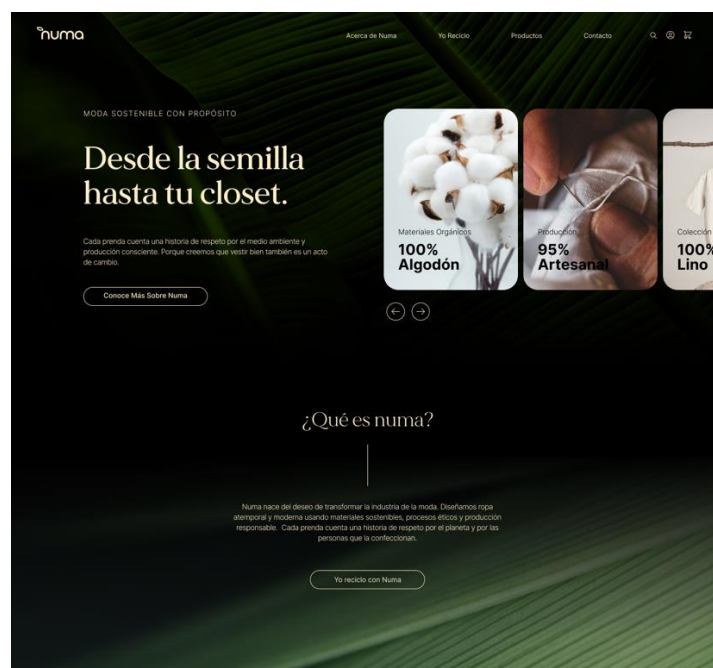 numa
Acerca de Numa
Yo Reciclo
Productos
Contacto
MODA SOSTENIBLE CON PROPÓSITO
Desde la semilla
hasta tu closet.
Cada prenda cuenta una historia de respeto por el medio ambiente y
producción consciente. Porque creemos que vestir bien también es un acto
de cambio.
Conoce Más Sobre Numa
Materiales Orgánicos
100%
Algodón
Producción
95%
Artesanal
Colección
100%
Lino
¿Qué es numa?
Numa nace del deseo de transformar la industria de la moda. Diseñamos ropa
atemporal y moderna usando materiales sostenibles, procesos éticos y producción
responsable. Cada prenda cuenta una historia de respeto por el planeta y por las
personas que la confeccionan.
Yo reciclo con Numa